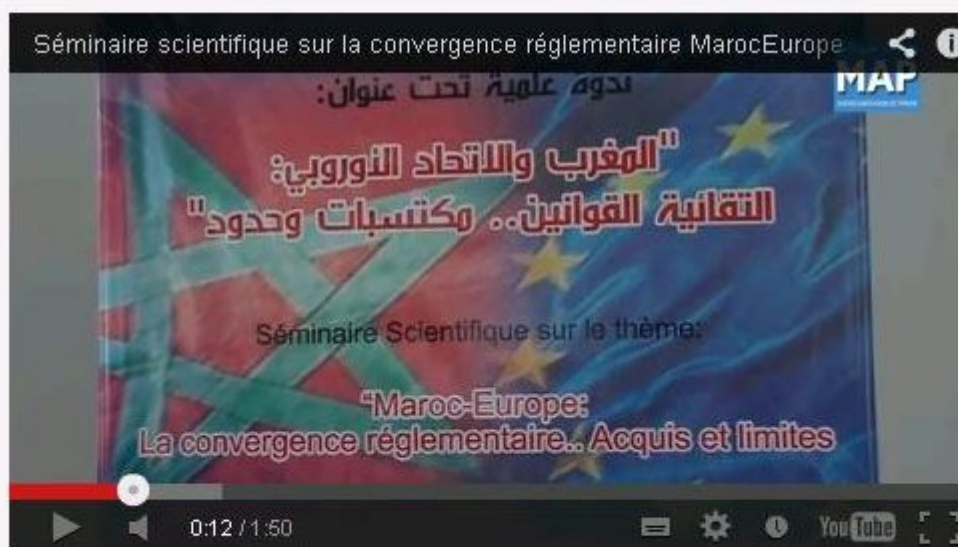 Séminaire scientifique sur la convergence réglementaire MarocEurope
MAP
ندوة علمية تحت عنوان:
"المغرب والاتحاد الأوروبي:
التقائية القوانين.. مكتسبات وحدود"
Séminaire Scientifique sur le thème:
"Maroc-Europe:
La convergence réglementaire.. Acquis et limites
0:12 / 1:50
YouTube